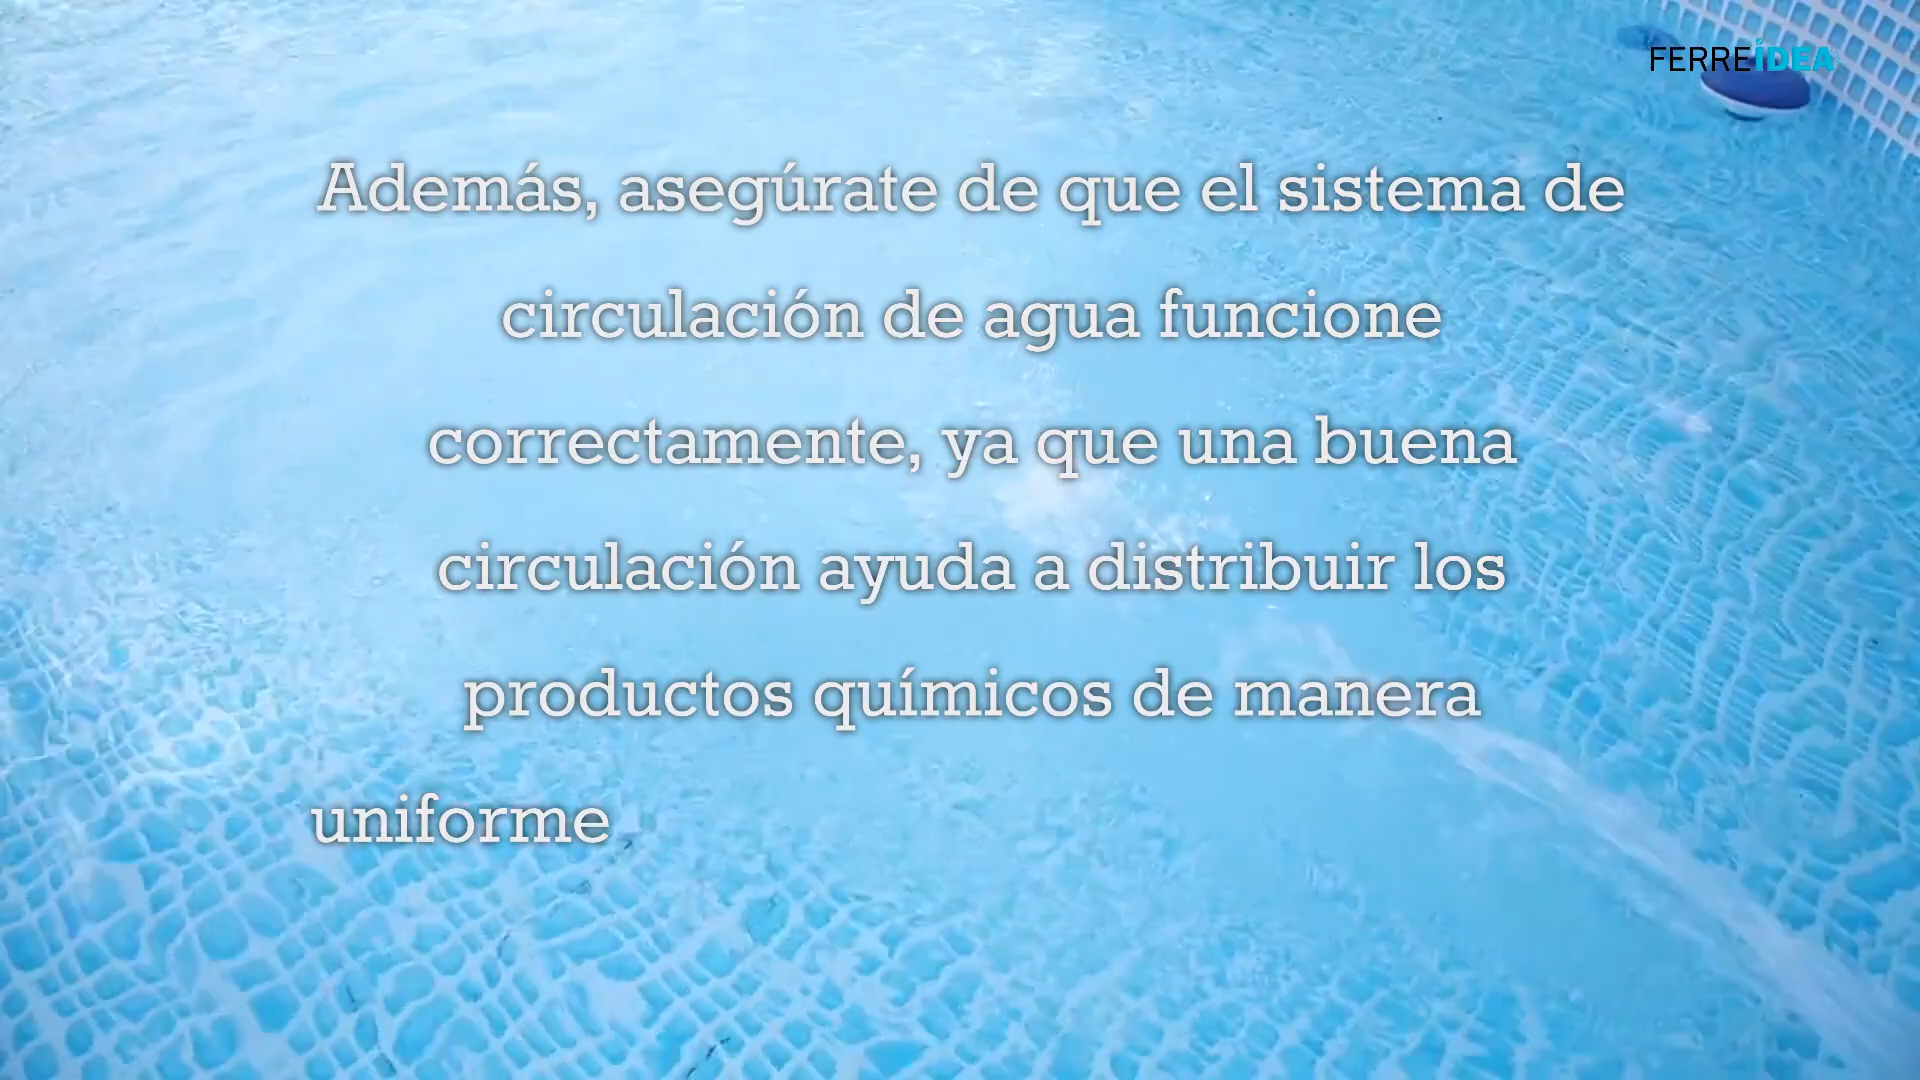 FERREIDEA
Además, asegúrate de que el sistema de
circulación de agua funcione
correctamente, ya que una buena
circulación ayuda a distribuir los
productos químicos de manera
uniforme